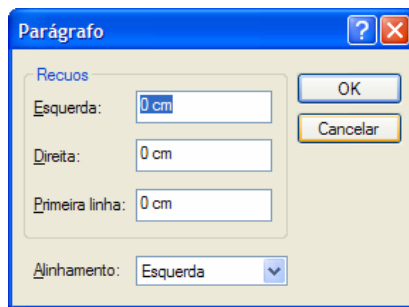 Parágrafo
Recuos
Esquerda: 0 cm
OK
Cancelar
Direita: 0 cm
Primeira linha: 0 cm
Alinhamento: Esquerda